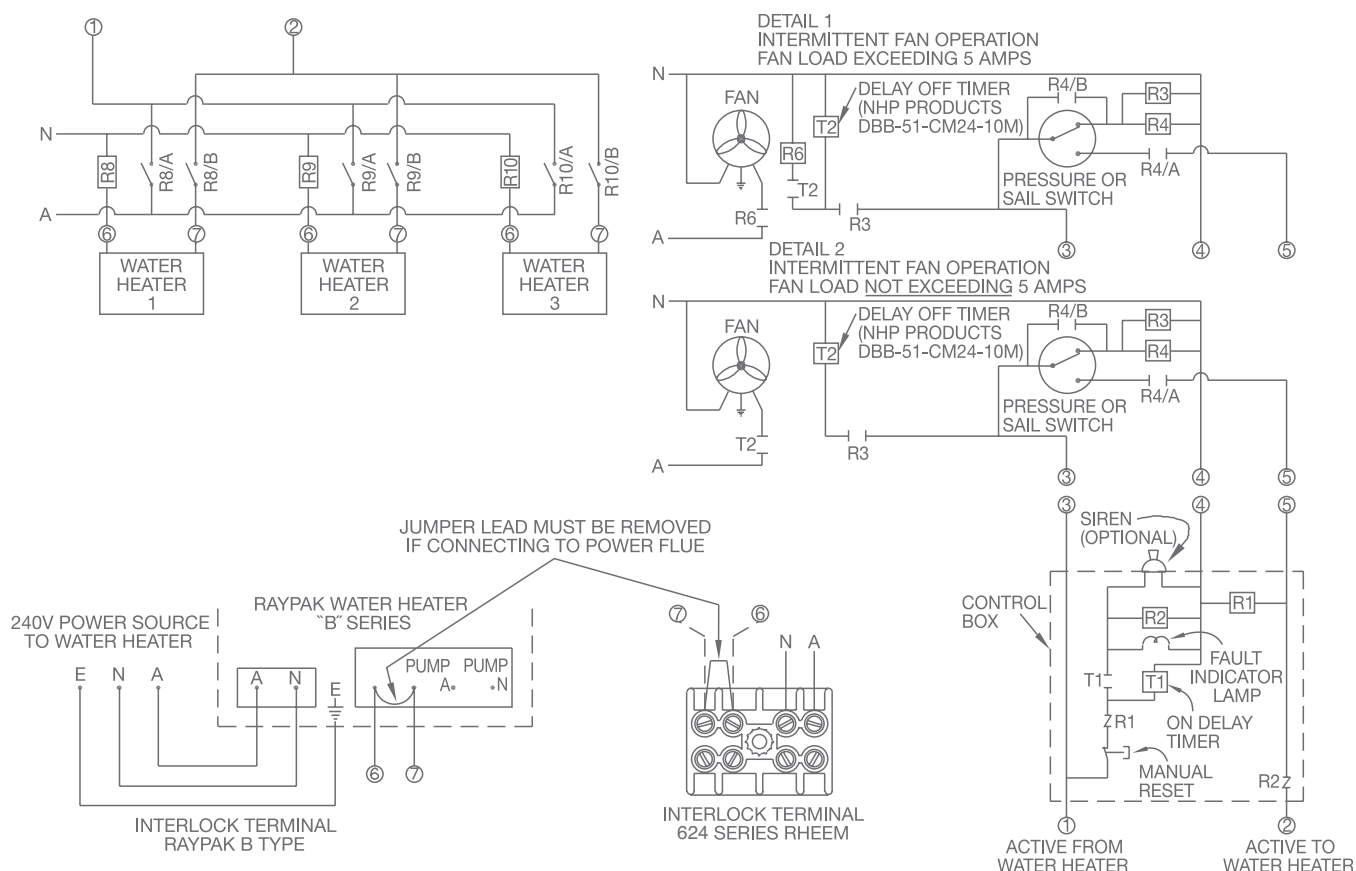 ① ②
N
R8 R8/A R8/B R9 R9/A R9/B R10 R10/A R10/B
A
⑥ ⑦ ⑥ ⑦ ⑥ ⑦
WATER
HEATER
1
WATER
HEATER
2
WATER
HEATER
3
DETAIL 1
INTERMITTENT FAN OPERATION
FAN LOAD EXCEEDING 5 AMPS
N
FAN
DELAY OFF TIMER
(NHP PRODUCTS
DBB-51-CM24-10M)
T2
R6
T2
R6
R3
A
R4/B
R3
R4
R4/A
PRESSURE OR
SAIL SWITCH
③ ④ ⑤
DETAIL 2
INTERMITTENT FAN OPERATION
FAN LOAD NOT EXCEEDING 5 AMPS
N
FAN
DELAY OFF TIMER
(NHP PRODUCTS
DBB-51-CM24-10M)
T2
T2
R3
A
R4/B
R3
R4
R4/A
PRESSURE OR
SAIL SWITCH
③ ④ ⑤
③ ④ ⑤
SIREN
(OPTIONAL)
CONTROL
BOX
R1
R2
FAULT
INDICATOR
LAMP
T1
T1
R1
ON DELAY
TIMER
MANUAL
RESET
R2
①
ACTIVE FROM
WATER HEATER
②
ACTIVE TO
WATER HEATER
JUMPER LEAD MUST BE REMOVED
IF CONNECTING TO POWER FLUE
RAYPAK WATER HEATER
"B" SERIES
240V POWER SOURCE
TO WATER HEATER
E N A
A N
E
PUMP PUMP
A N
⑥ ⑦
INTERLOCK TERMINAL
RAYPAK B TYPE
⑦ ⑥
N A
INTERLOCK TERMINAL
624 SERIES RHEEM